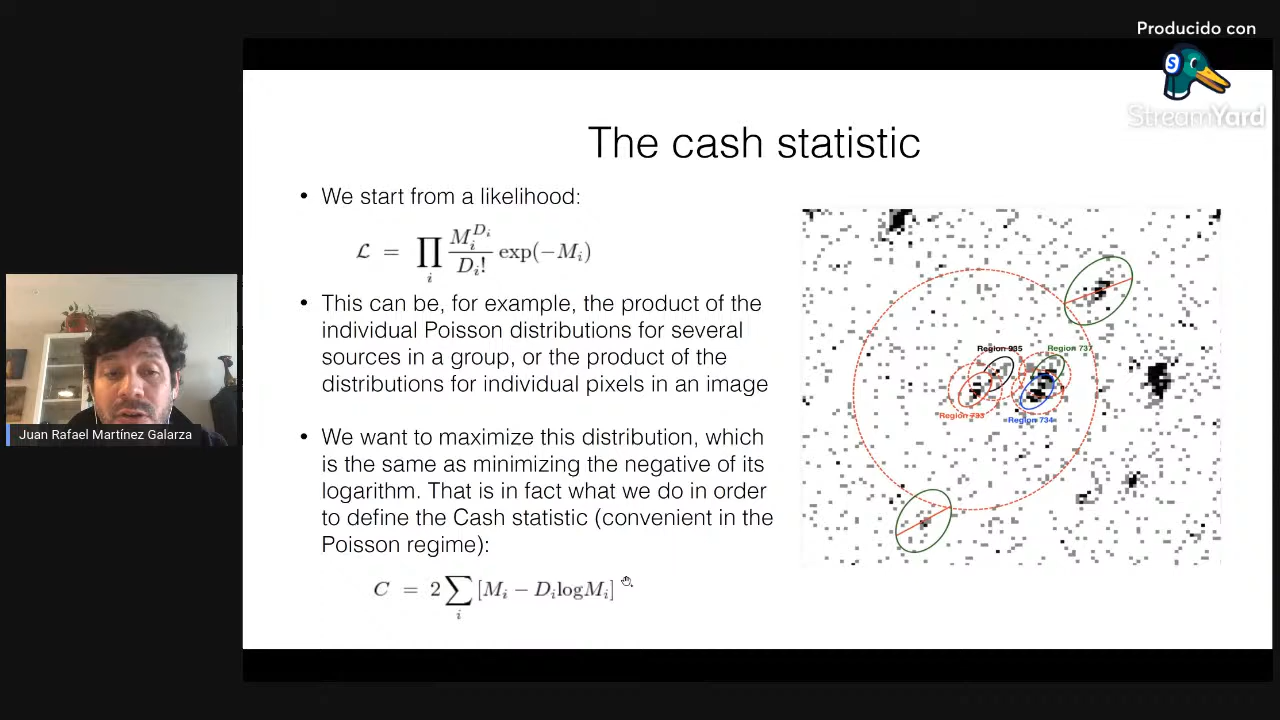 Producido con
StreamYard
The cash statistic
• We start from a likelihood:
ℒ = ∏_i M_i^{D_i} / D_i! exp(−M_i)
• This can be, for example, the product of the
individual Poisson distributions for several
sources in a group, or the product of the
distributions for individual pixels in an image
• We want to maximize this distribution, which
is the same as minimizing the negative of its
logarithm. That is in fact what we do in order
to define the Cash statistic (convenient in the
Poisson regime):
C = 2 ∑_i [M_i − D_i log M_i]
Region 935
Region 737
Region 733
Region 734
Juan Rafael Martínez Galarza